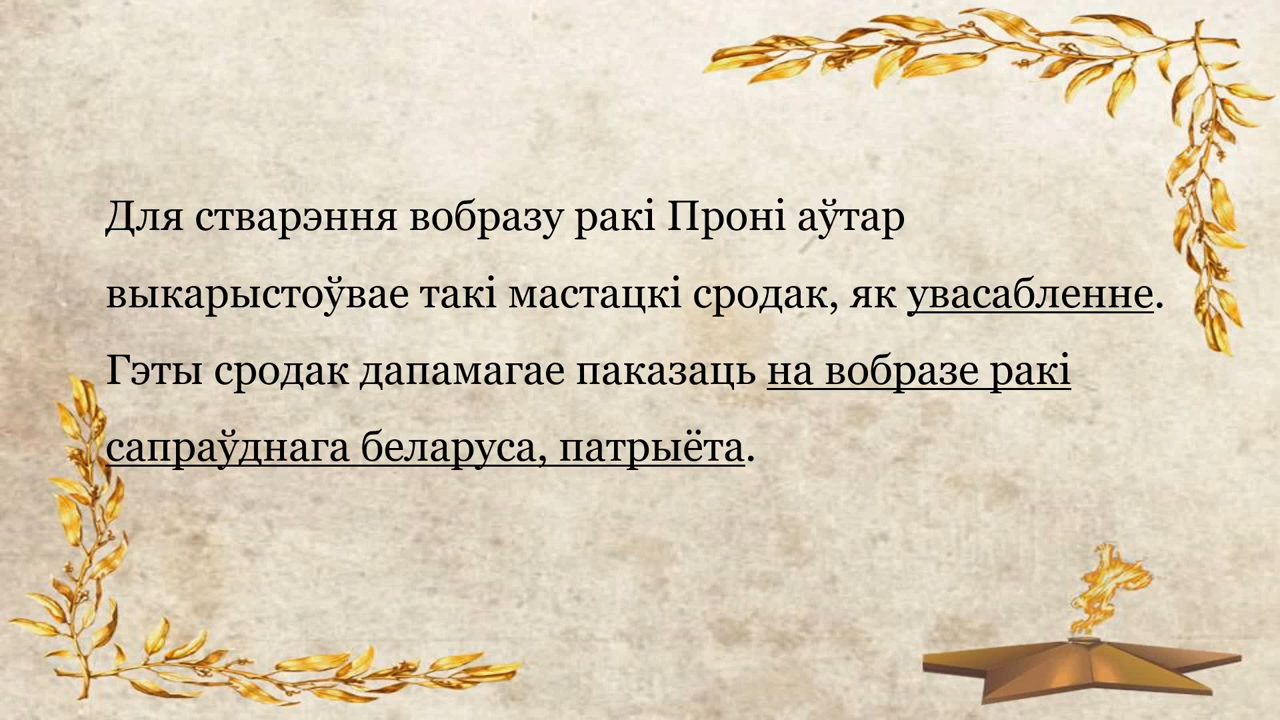 Для стварэння вобразу ракі Проні аўтар
выкарыстоўвае такі мастацкі сродак, як увасабленне.
Гэты сродак дапамагае паказаць на вобразе ракі
сапраўднага беларуса, патрыёта.